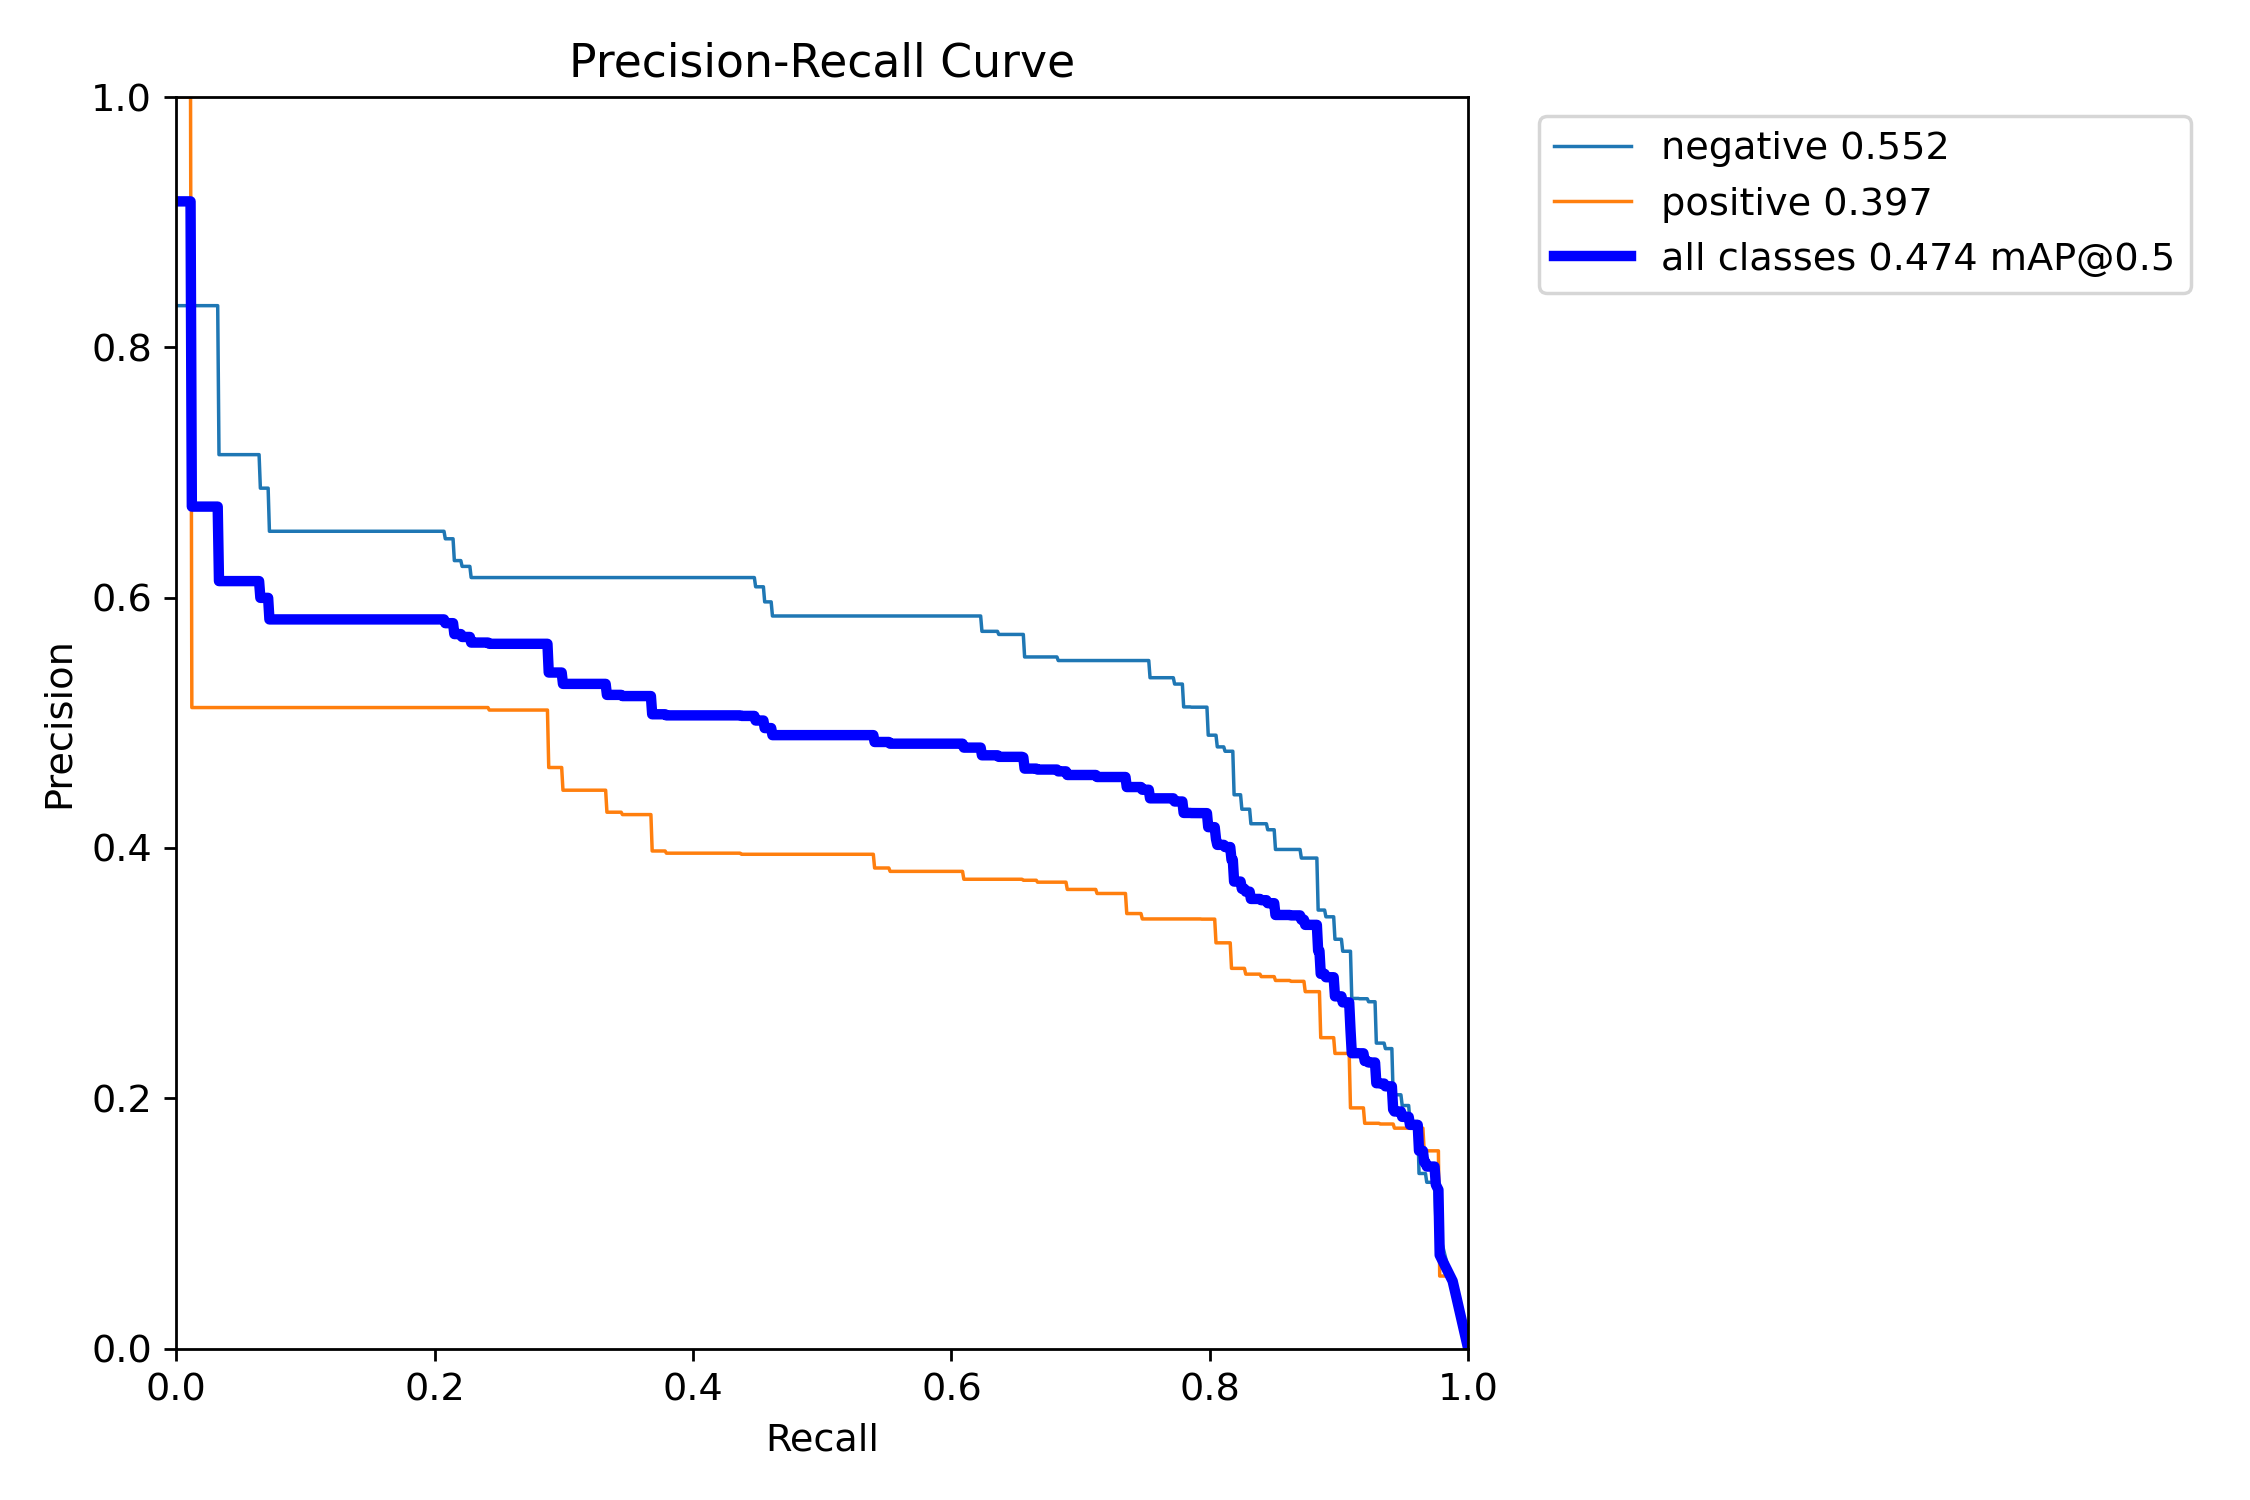 Precision-Recall Curve
negative 0.552
positive 0.397
all classes 0.474 mAP@0.5
Precision
1.0
0.8
0.6
0.4
0.2
0.0
0.0 0.2 0.4 0.6 0.8 1.0
Recall